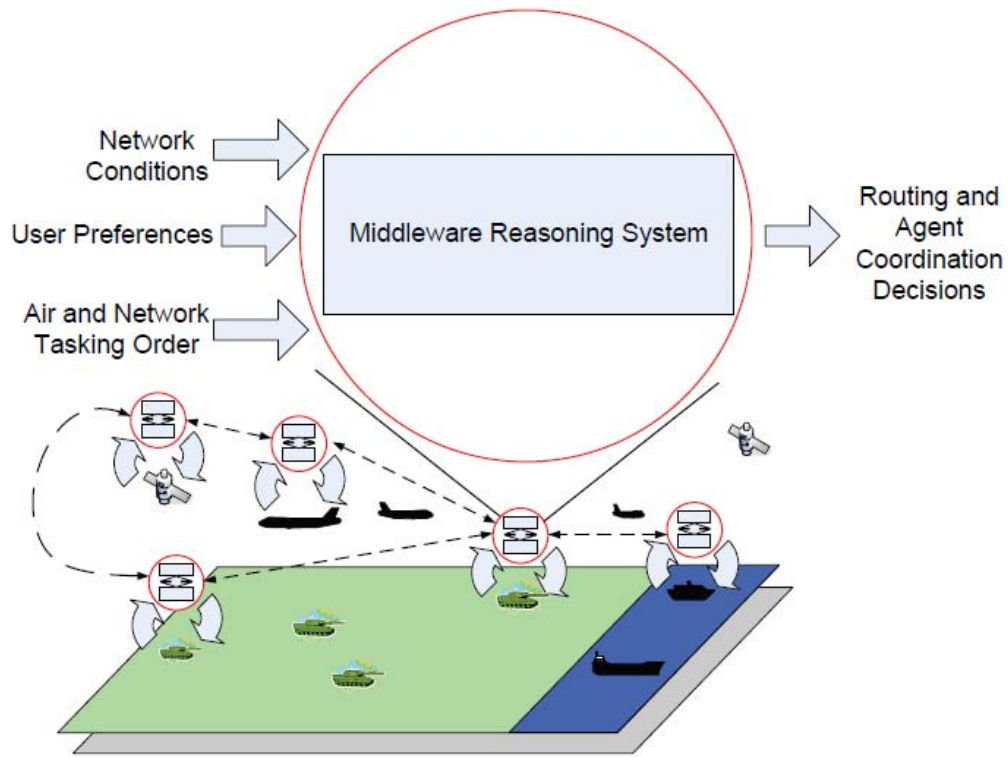 Network
Conditions
User Preferences
Air and Network
Tasking Order
Middleware Reasoning System
Routing and
Agent
Coordination
Decisions